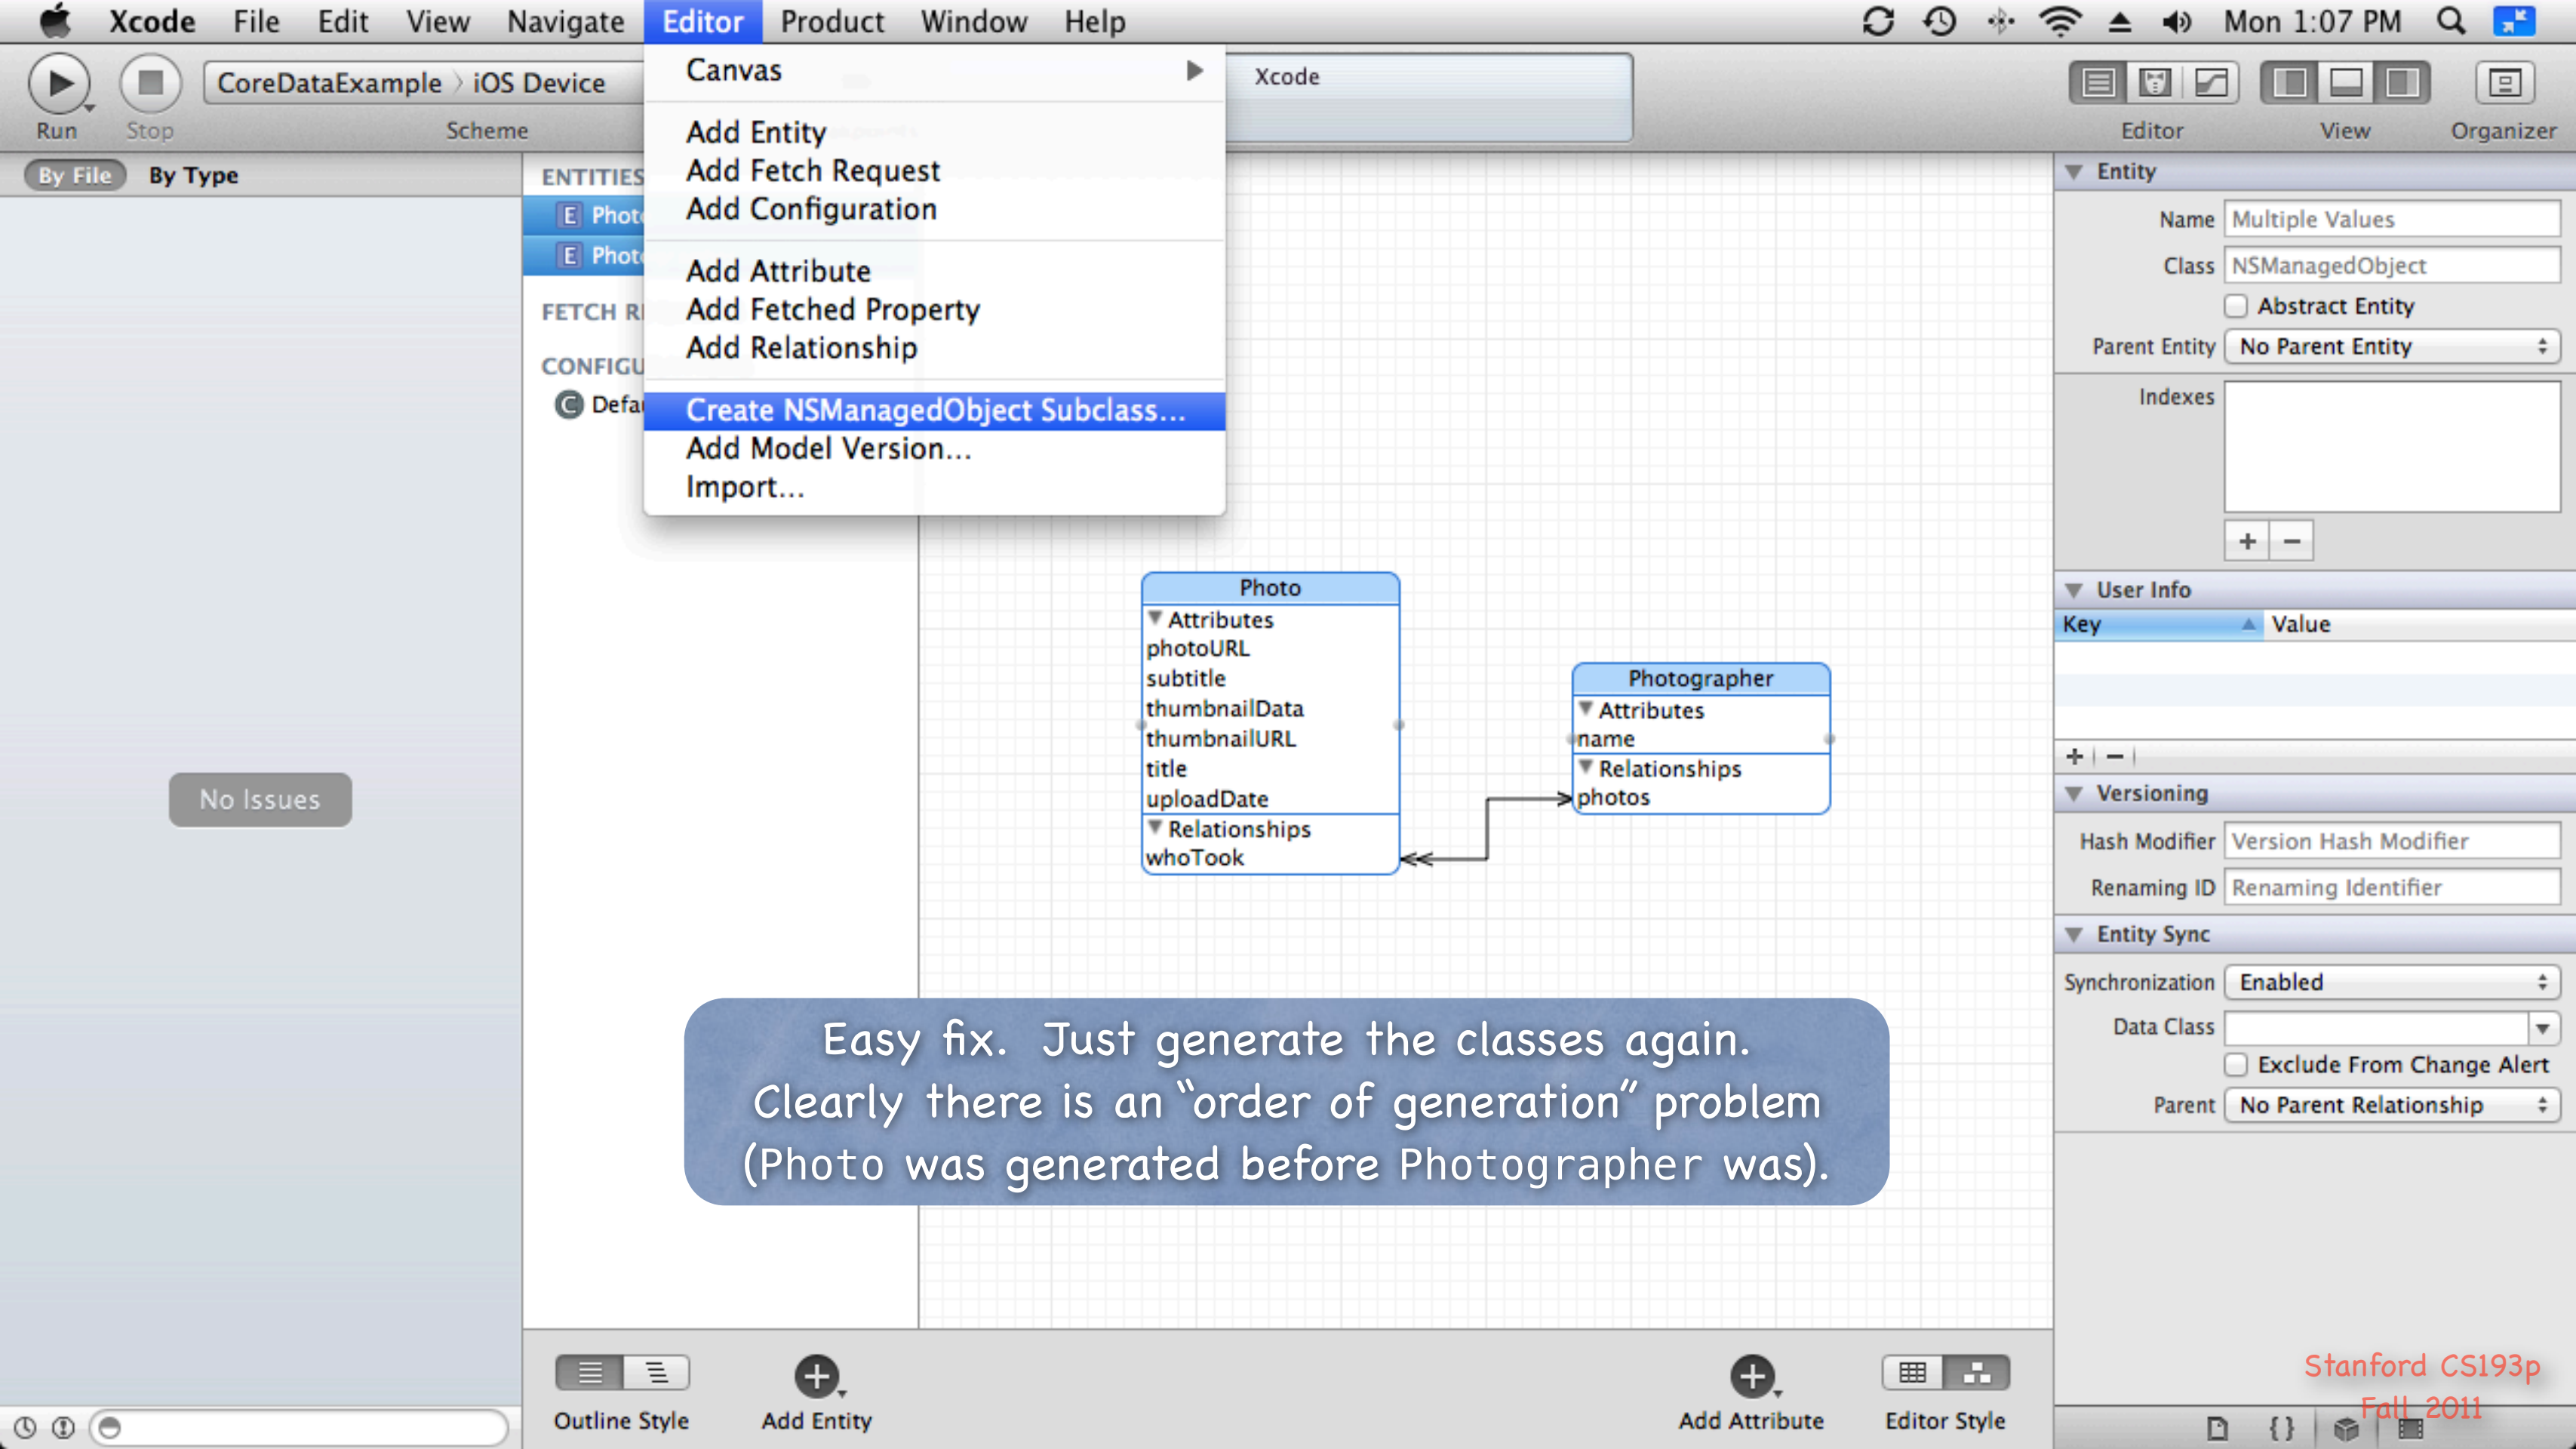 Xcode File Edit View Navigate Editor Product Window Help Mon 1:07 PM
CoreDataExample iOS Device
Xcode
Run Stop Scheme Editor View Organizer
By File By Type
No Issues
ENTITIES
E Phot
E Phot
FETCH R
CONFIGU
C Defa
Canvas
Add Entity
Add Fetch Request
Add Configuration
Add Attribute
Add Fetched Property
Add Relationship
Create NSManagedObject Subclass...
Add Model Version...
Import...
Photo
Attributes
photoURL
subtitle
thumbnailData
thumbnailURL
title
uploadDate
Relationships
whoTook
Photographer
Attributes
name
Relationships
photos
Easy fix. Just generate the classes again.
Clearly there is an “order of generation” problem
(Photo was generated before Photographer was).
Outline Style Add Entity Add Attribute Editor Style
Entity
Name Multiple Values
Class NSManagedObject
Abstract Entity
Parent Entity No Parent Entity
Indexes
User Info
Key Value
Versioning
Hash Modifier Version Hash Modifier
Renaming ID Renaming Identifier
Entity Sync
Synchronization Enabled
Data Class
Exclude From Change Alert
Parent No Parent Relationship
Stanford CS193p
Fall 2011